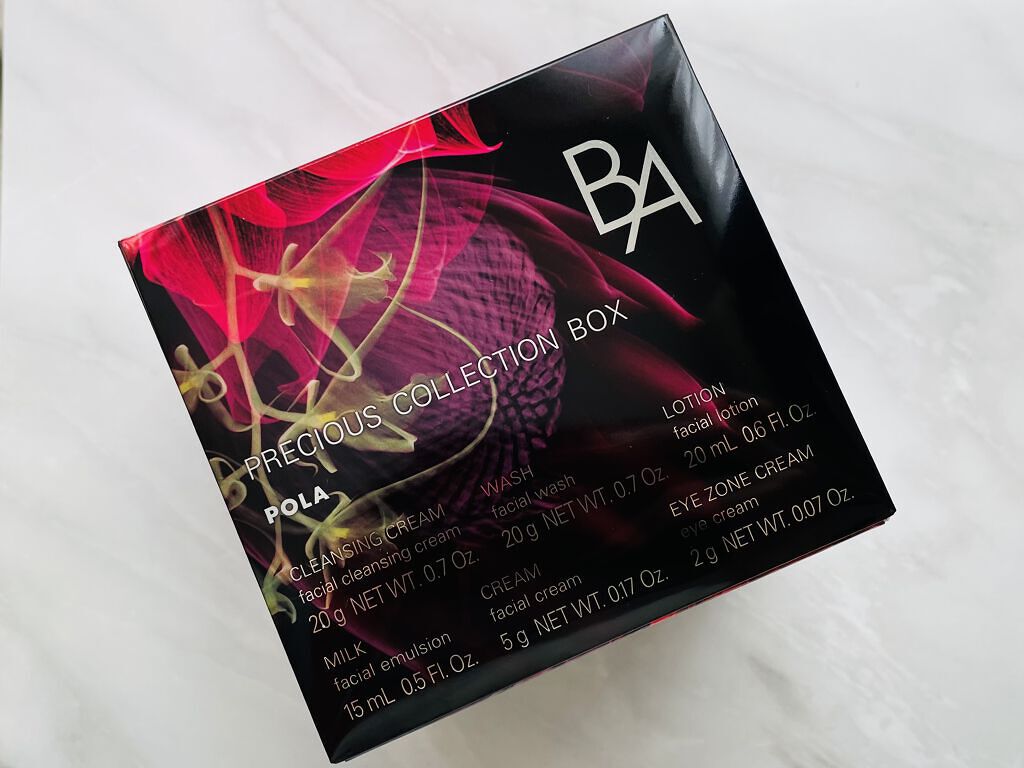 BA
PRECIOUS COLLECTION BOX
POLA
CLEANSING CREAM
facial cleansing cream
20 g NET WT. 0.7 Oz.
WASH
facial wash
20 g NET WT. 0.7 Oz.
LOTION
facial lotion
20 mL 0.6 Fl. Oz.
MILK
facial emulsion
15 mL 0.5 Fl. Oz.
CREAM
facial cream
5 g NET WT. 0.17 Oz.
EYE ZONE CREAM
eye cream
2 g NET WT. 0.07 Oz.